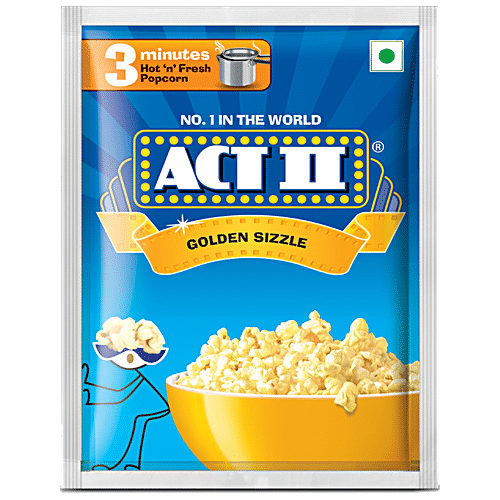 3 minutes
Hot 'n' Fresh
Popcorn
NO. 1 IN THE WORLD
ACT II ®
GOLDEN SIZZLE